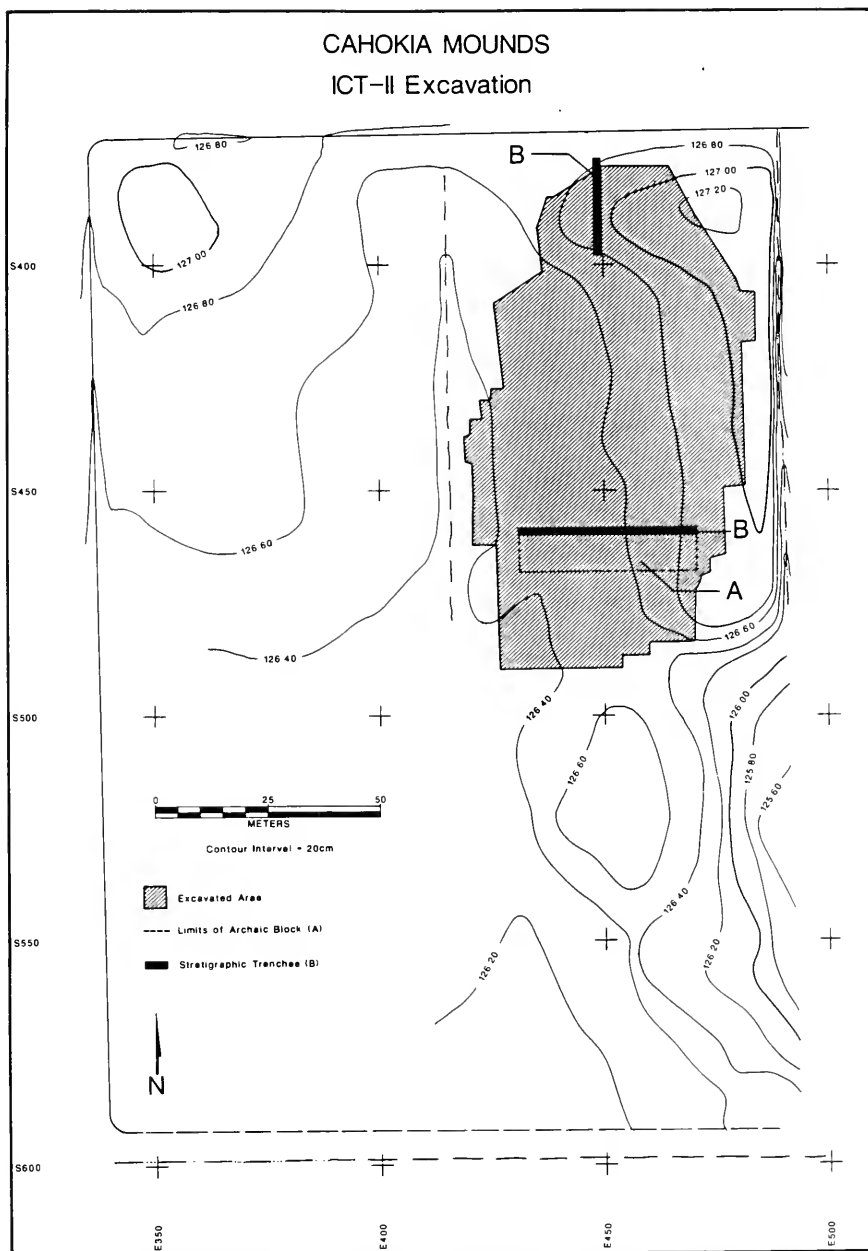 CAHOKIA MOUNDS
ICT-II Excavation
126 80
B
126 80
127 00
127 20
127 00
S400
126 80
S450
B
126 60
A
126 60
126 40
S500
126 40
126 00
126 60
125 80
125 60
0 25 50
METERS
Contour Interval - 20cm
Excavated Area
126 40
Limits of Archaic Block (A)
S550
126 20
126 20
Stratigraphic Trenchee (B)
N
S600
E350
E400
E450
E500